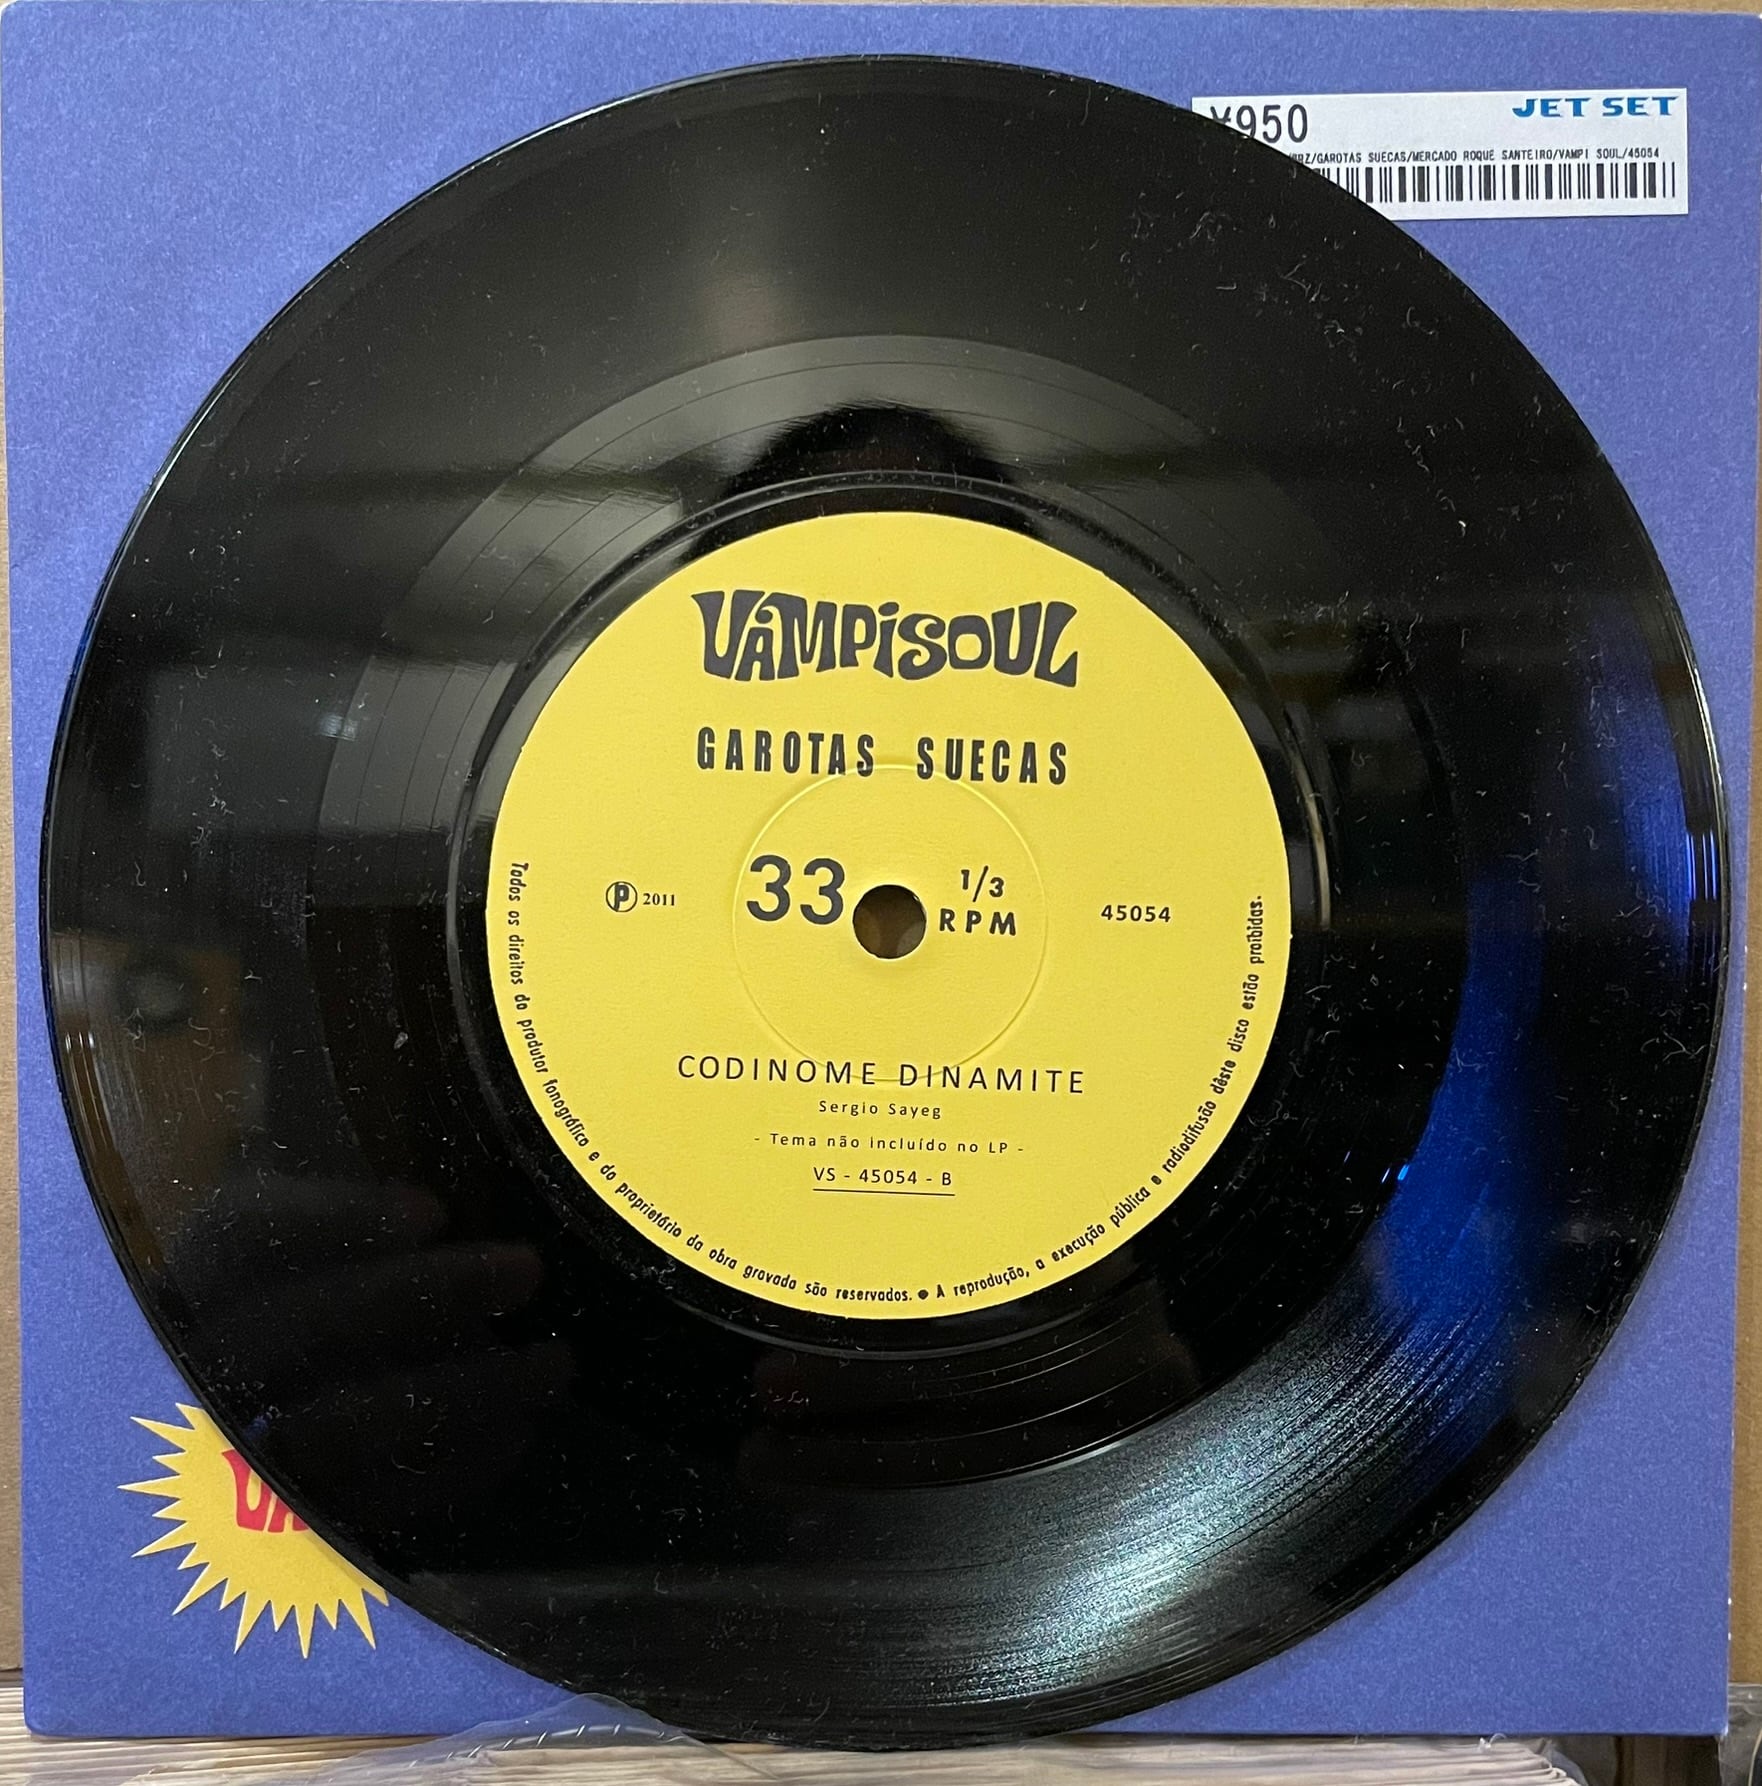 ¥950
JET SET
/GAROTAS SUECAS/MERCADO ROQUE SANTEIRO/VAMPI SOUL/45054
VAMPiSOUL
GAROTAS SUECAS
33 1/3
RPM
℗ 2011
45054
CODINOME DINAMITE
Sergio Sayeg
- Tema não incluído no LP -
VS - 45054 - B
Todos os direitos do produtor fonográfico e do proprietário da obra gravada são reservados. ● A reprodução, a execução pública e radiodifusão dêste disco estão proibidas.